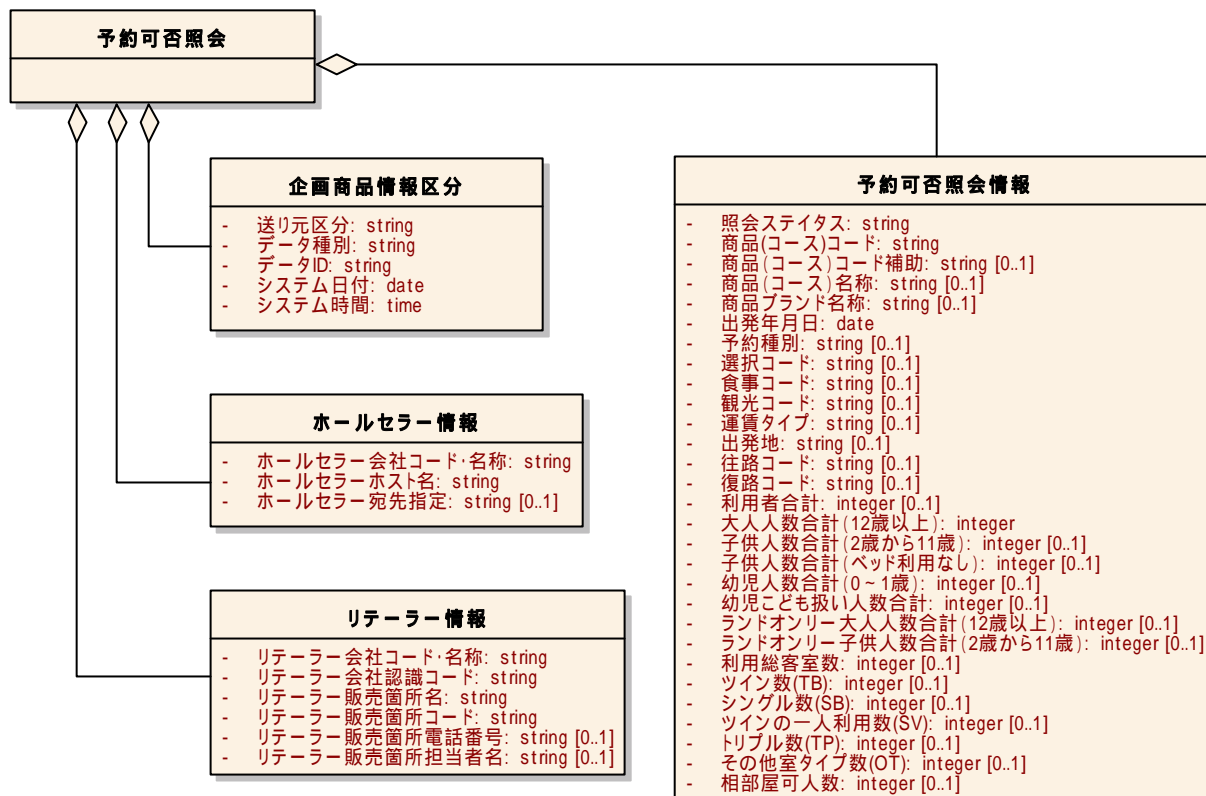 予約可否照会
企画商品情報区分
- 送り元区分: string
- データ種別: string
- データID: string
- システム日付: date
- システム時間: time
ホールセラー情報
- ホールセラー会社コード・名称: string
- ホールセラーホスト名: string
- ホールセラー宛先指定: string [0..1]
リテーラー情報
- リテーラー会社コード・名称: string
- リテーラー会社認識コード: string
- リテーラー販売箇所名: string
- リテーラー販売箇所コード: string
- リテーラー販売箇所電話番号: string [0..1]
- リテーラー販売箇所担当者名: string [0..1]
予約可否照会情報
- 照会ステイタス: string
- 商品(コース)コード: string
- 商品(コース)コード補助: string [0..1]
- 商品(コース)名称: string [0..1]
- 商品ブランド名称: string [0..1]
- 出発年月日: date
- 予約種別: string [0..1]
- 選択コード: string [0..1]
- 食事コード: string [0..1]
- 観光コード: string [0..1]
- 運賃タイプ: string [0..1]
- 出発地: string [0..1]
- 往路コード: string [0..1]
- 復路コード: string [0..1]
- 利用者合計: integer [0..1]
- 大人人数合計(12歳以上): integer
- 子供人数合計(2歳から11歳): integer [0..1]
- 子供人数合計(ベッド利用なし): integer [0..1]
- 幼児人数合計(0~1歳): integer [0..1]
- 幼児こども扱い人数合計: integer [0..1]
- ランドオンリー大人人数合計(12歳以上): integer [0..1]
- ランドオンリー子供人数合計(2歳から11歳): integer [0..1]
- 利用総客室数: integer [0..1]
- ツイン数(TB): integer [0..1]
- シングル数(SB): integer [0..1]
- ツインの一人利用数(SV): integer [0..1]
- トリプル数(TP): integer [0..1]
- その他室タイプ数(OT): integer [0..1]
- 相部屋可人数: integer [0..1]